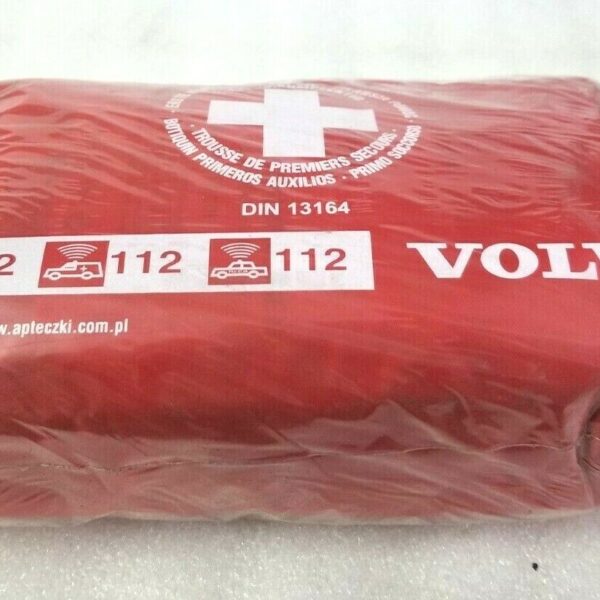 • TROUSSE DE PREMIERS SECOURS •
BOTIQUIN PRIMEROS AUXILIOS • PRIMO SOCCORSO
DIN 13164
2 112 112
VOLV
www.apteczki.com.pl